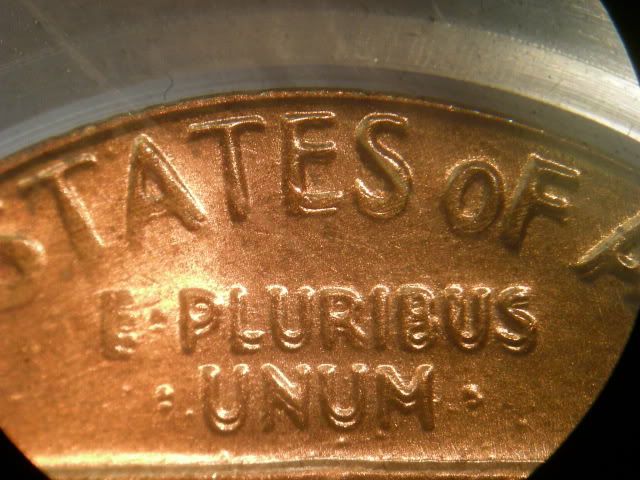 STATES OF A
E·PLURIBUS
·UNUM·